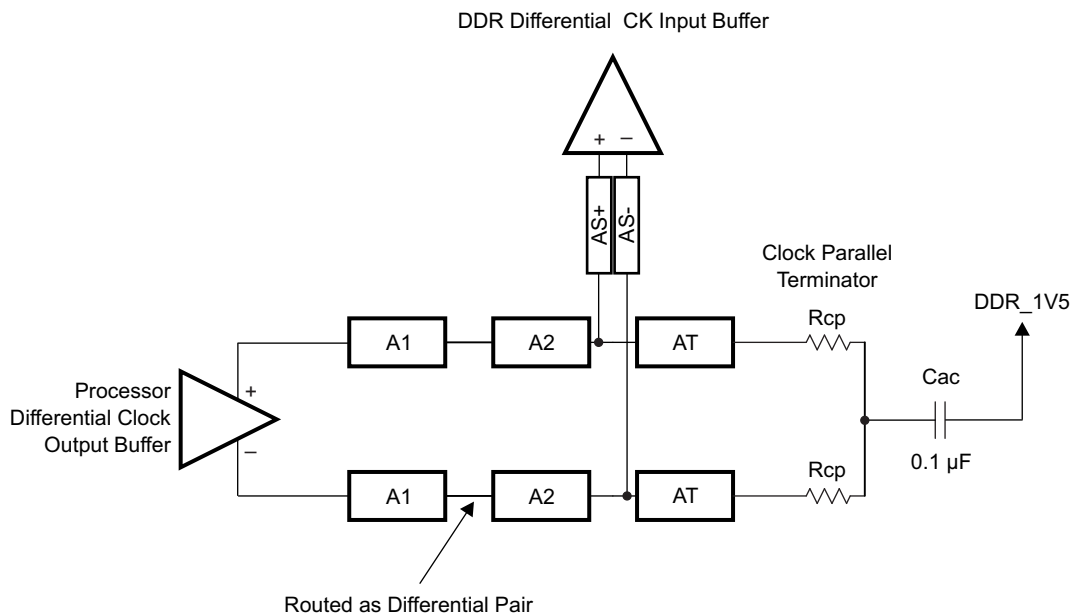 DDR Differential CK Input Buffer
+ −
AS+
AS-
Clock Parallel
Terminator
DDR_1V5
A1
A2
AT
Rcp
Processor
Differential Clock
Output Buffer
+
−
Cac
0.1 µF
A1
A2
AT
Rcp
Routed as Differential Pair